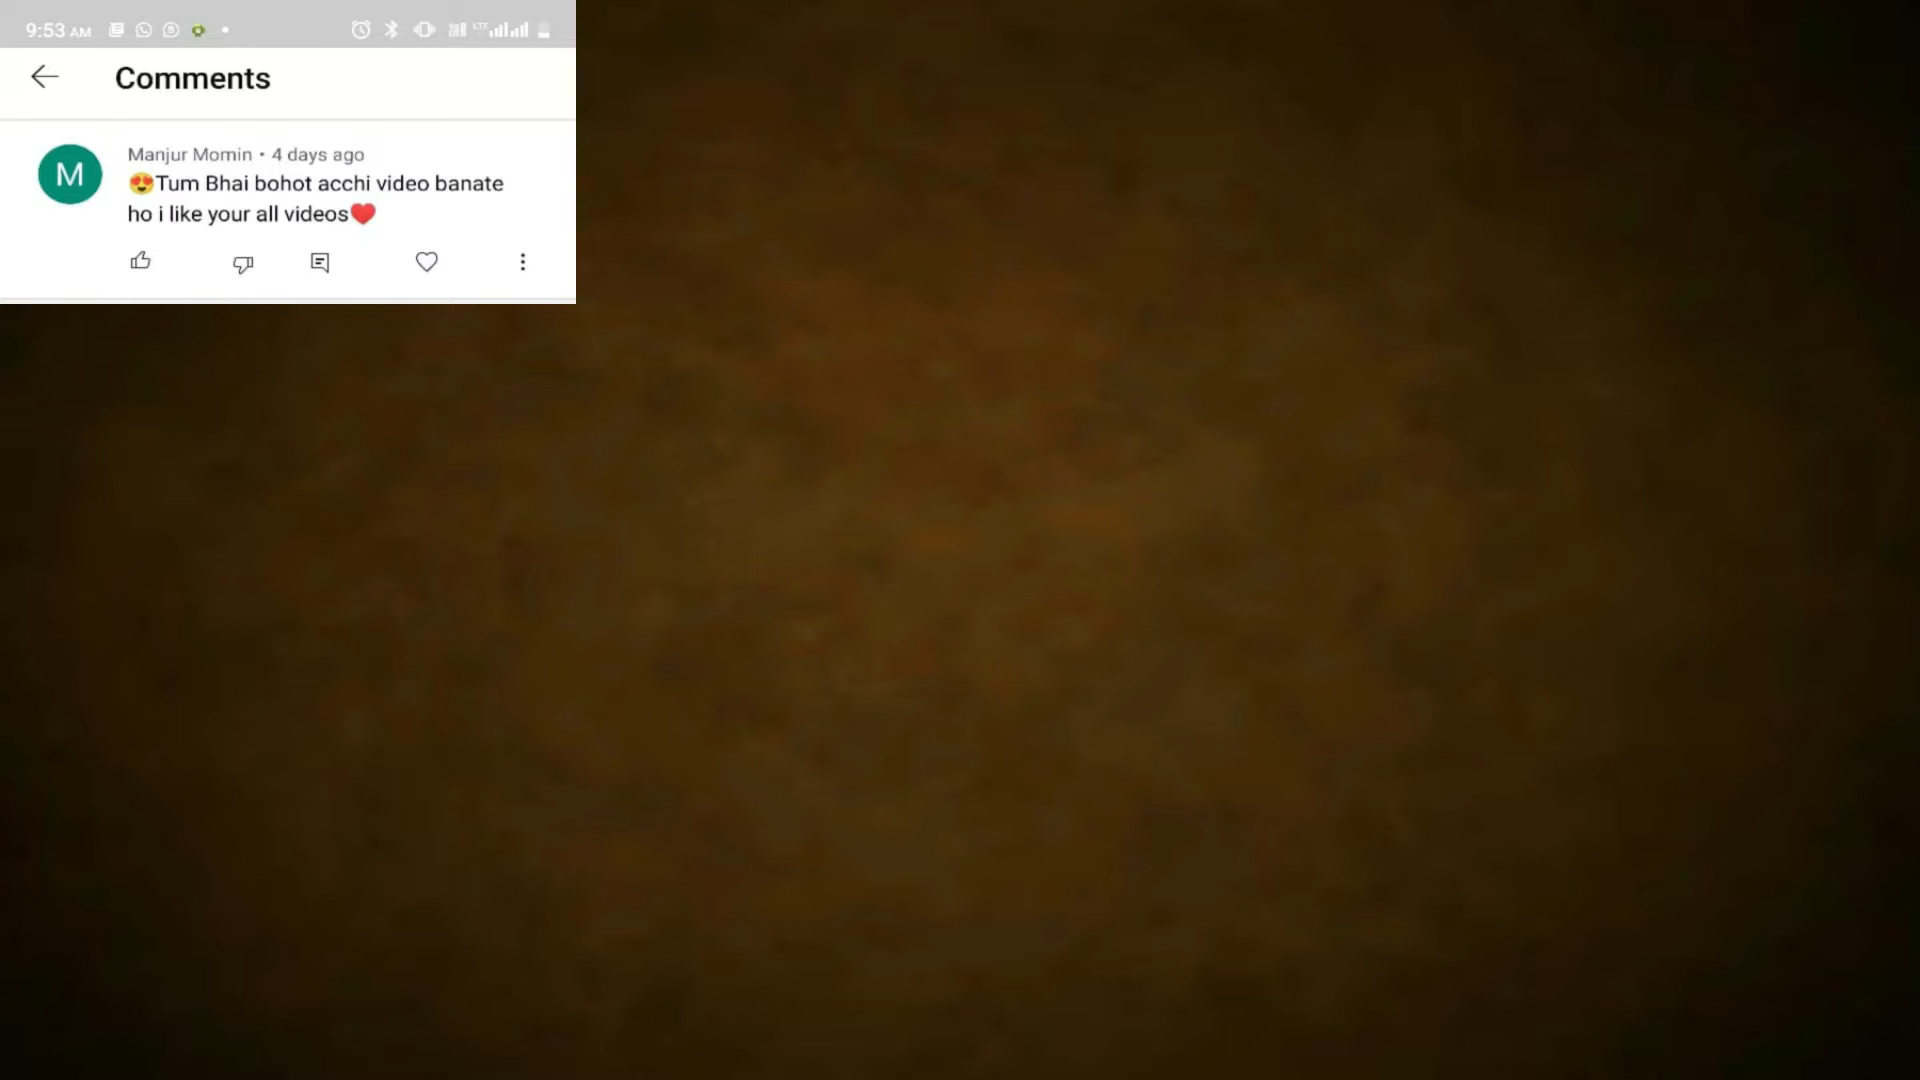 9:53 AM
LTE
Comments
M
Manjur Momin • 4 days ago
😍Tum Bhai bohot acchi video banate
ho i like your all videos❤️